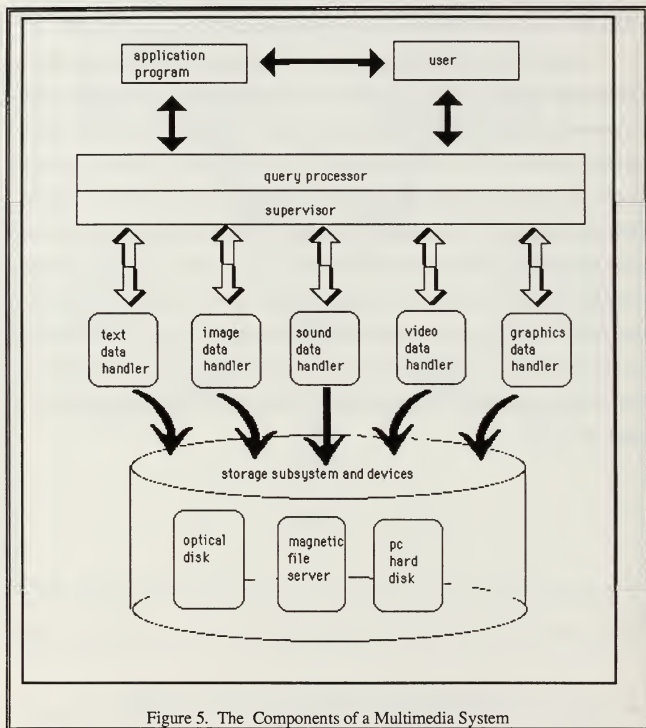 application
program
user
query processor
supervisor
text
data
handler
image
data
handler
sound
data
handler
video
data
handler
graphics
data
handler
storage subsystem and devices
optical
disk
magnetic
file
server
pc
hard
disk
Figure 5. The Components of a Multimedia System